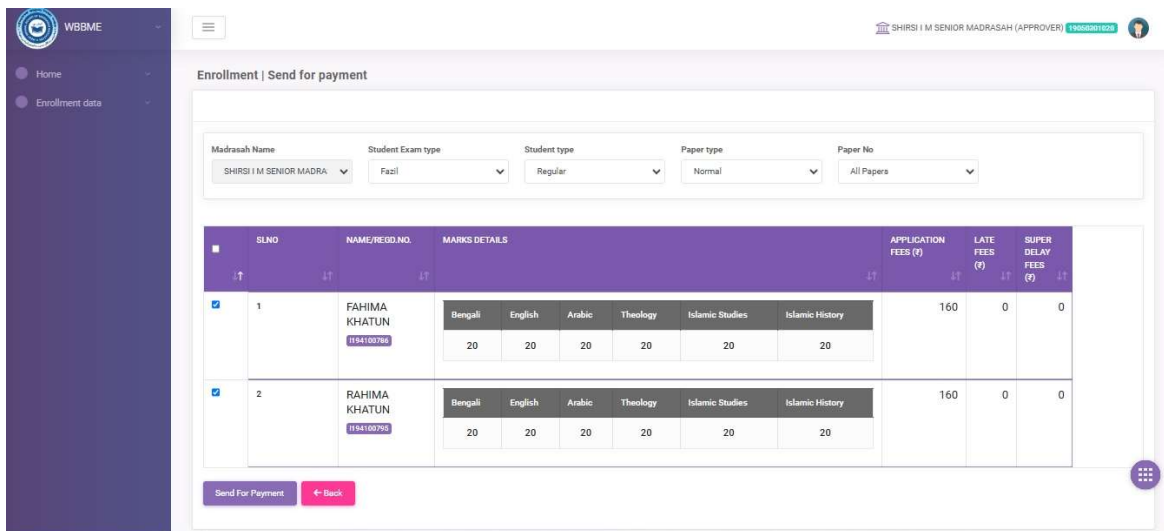 WBBME
SHIRSI I M SENIOR MADRASAH (APPROVER) 19050201020
Home
Enrollment data
Enrollment | Send for payment
Madrasah Name Student Exam type Student type Paper type Paper No
SHIRSI I M SENIOR MADRA Fazil Regular Normal All Papers
SLNO NAME/REGD.NO. MARKS DETAILS APPLICATION FEES (₹) LATE FEES (₹) SUPER DELAY FEES (₹)
1 FAHIMA KHATUN 160 0 0
I194100786
Bengali English Arabic Theology Islamic Studies Islamic History
20 20 20 20 20 20
2 RAHIMA KHATUN 160 0 0
I194100795
Bengali English Arabic Theology Islamic Studies Islamic History
20 20 20 20 20 20
Send For Payment ← Back